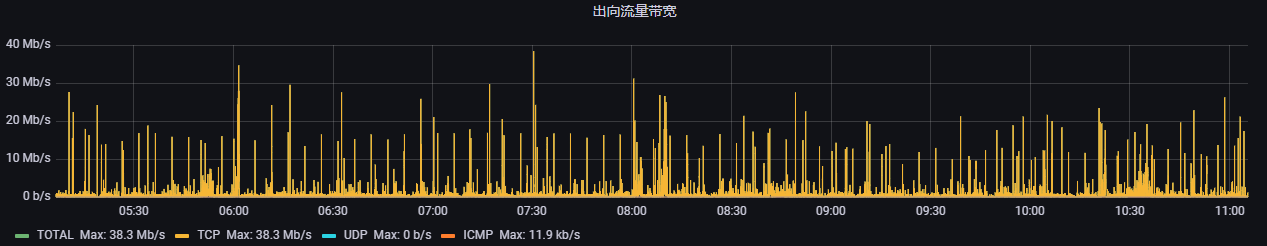 出向流量带宽
40 Mb/s
30 Mb/s
20 Mb/s
10 Mb/s
0 b/s
05:30 06:00 06:30 07:00 07:30 08:00 08:30 09:00 09:30 10:00 10:30 11:00
TOTAL Max: 38.3 Mb/s TCP Max: 38.3 Mb/s UDP Max: 0 b/s ICMP Max: 11.9 kb/s